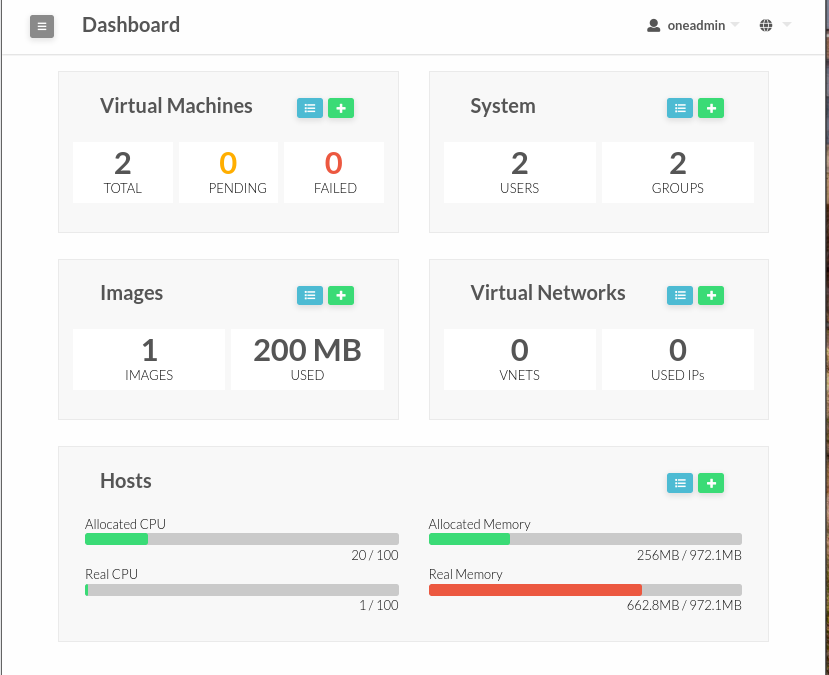 Dashboard
oneadmin
Virtual Machines
2
TOTAL
0
PENDING
0
FAILED
System
2
USERS
2
GROUPS
Images
1
IMAGES
200 MB
USED
Virtual Networks
0
VNETS
0
USED IPs
Hosts
Allocated CPU
20 / 100
Real CPU
1 / 100
Allocated Memory
256MB / 972.1MB
Real Memory
662.8MB / 972.1MB